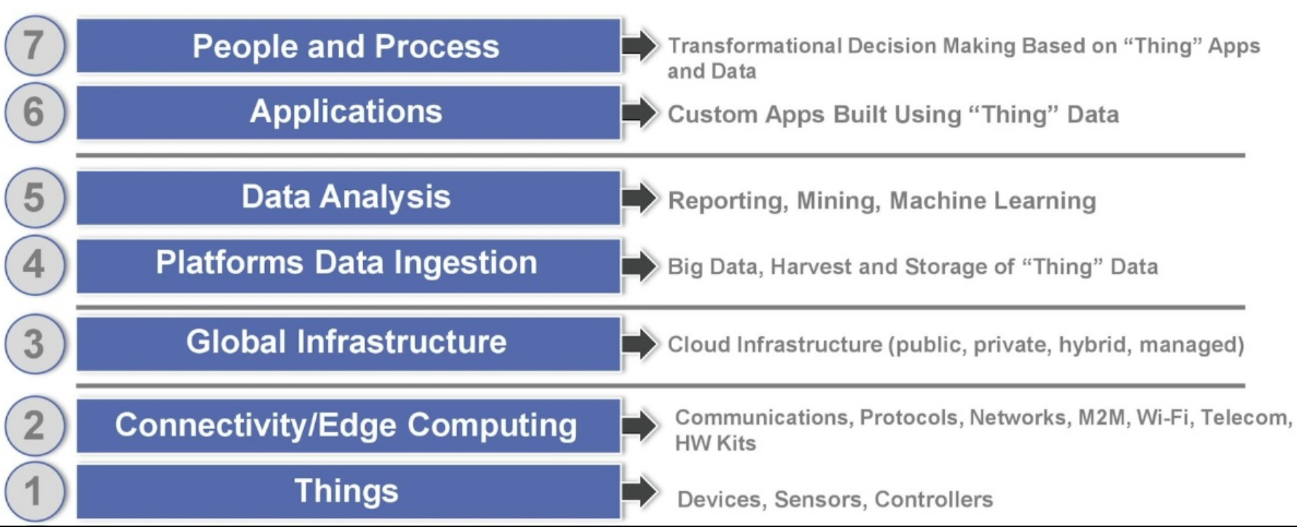 7 People and Process Transformational Decision Making Based on “Thing” Apps
and Data
6 Applications Custom Apps Built Using “Thing” Data
5 Data Analysis Reporting, Mining, Machine Learning
4 Platforms Data Ingestion Big Data, Harvest and Storage of “Thing” Data
3 Global Infrastructure Cloud Infrastructure (public, private, hybrid, managed)
2 Connectivity/Edge Computing Communications, Protocols, Networks, M2M, Wi-Fi, Telecom,
HW Kits
1 Things Devices, Sensors, Controllers